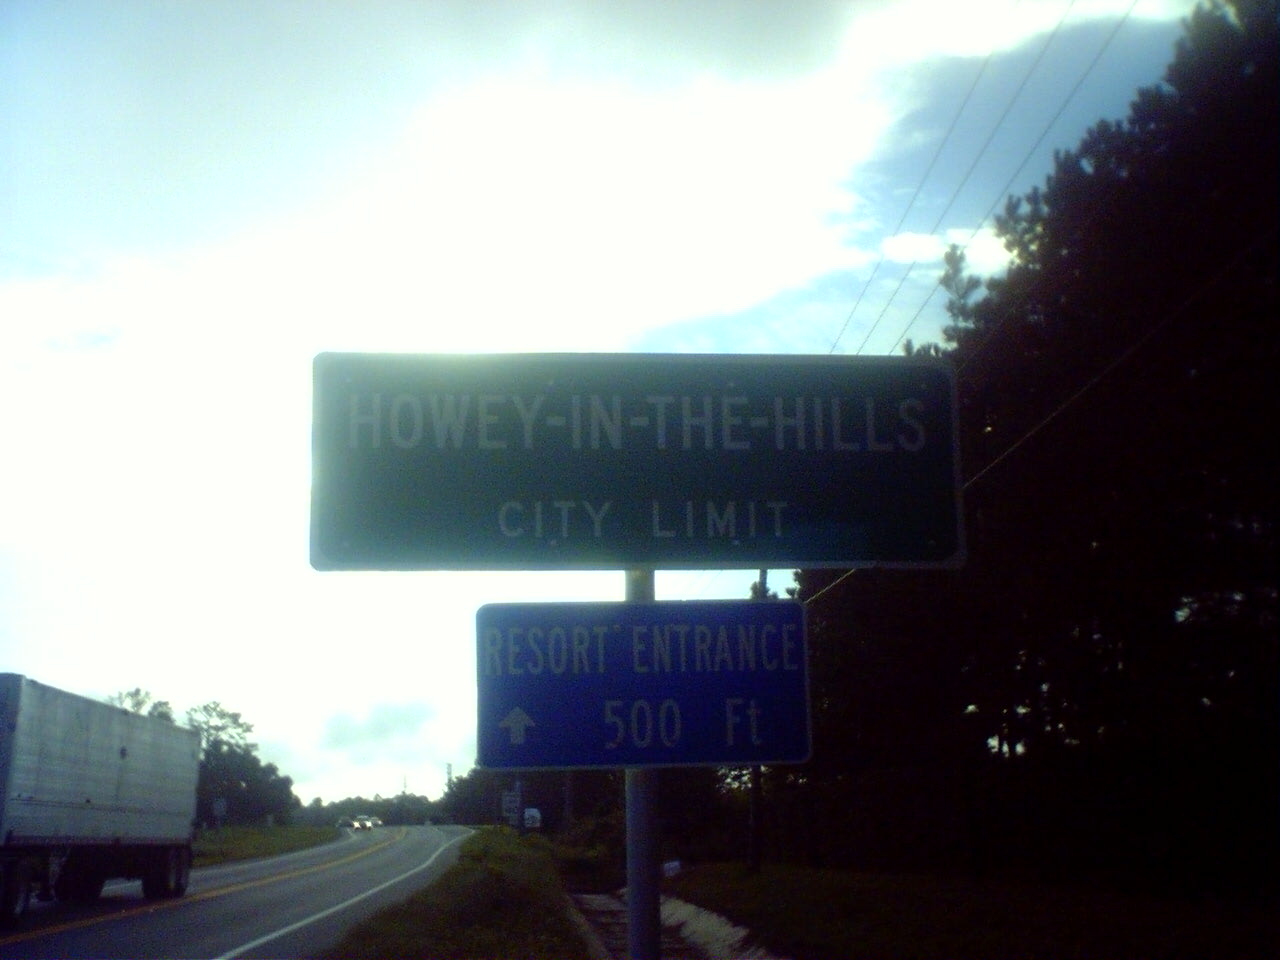 HOWEY-IN-THE-HILLS
CITY LIMIT
RESORT ENTRANCE
500 Ft